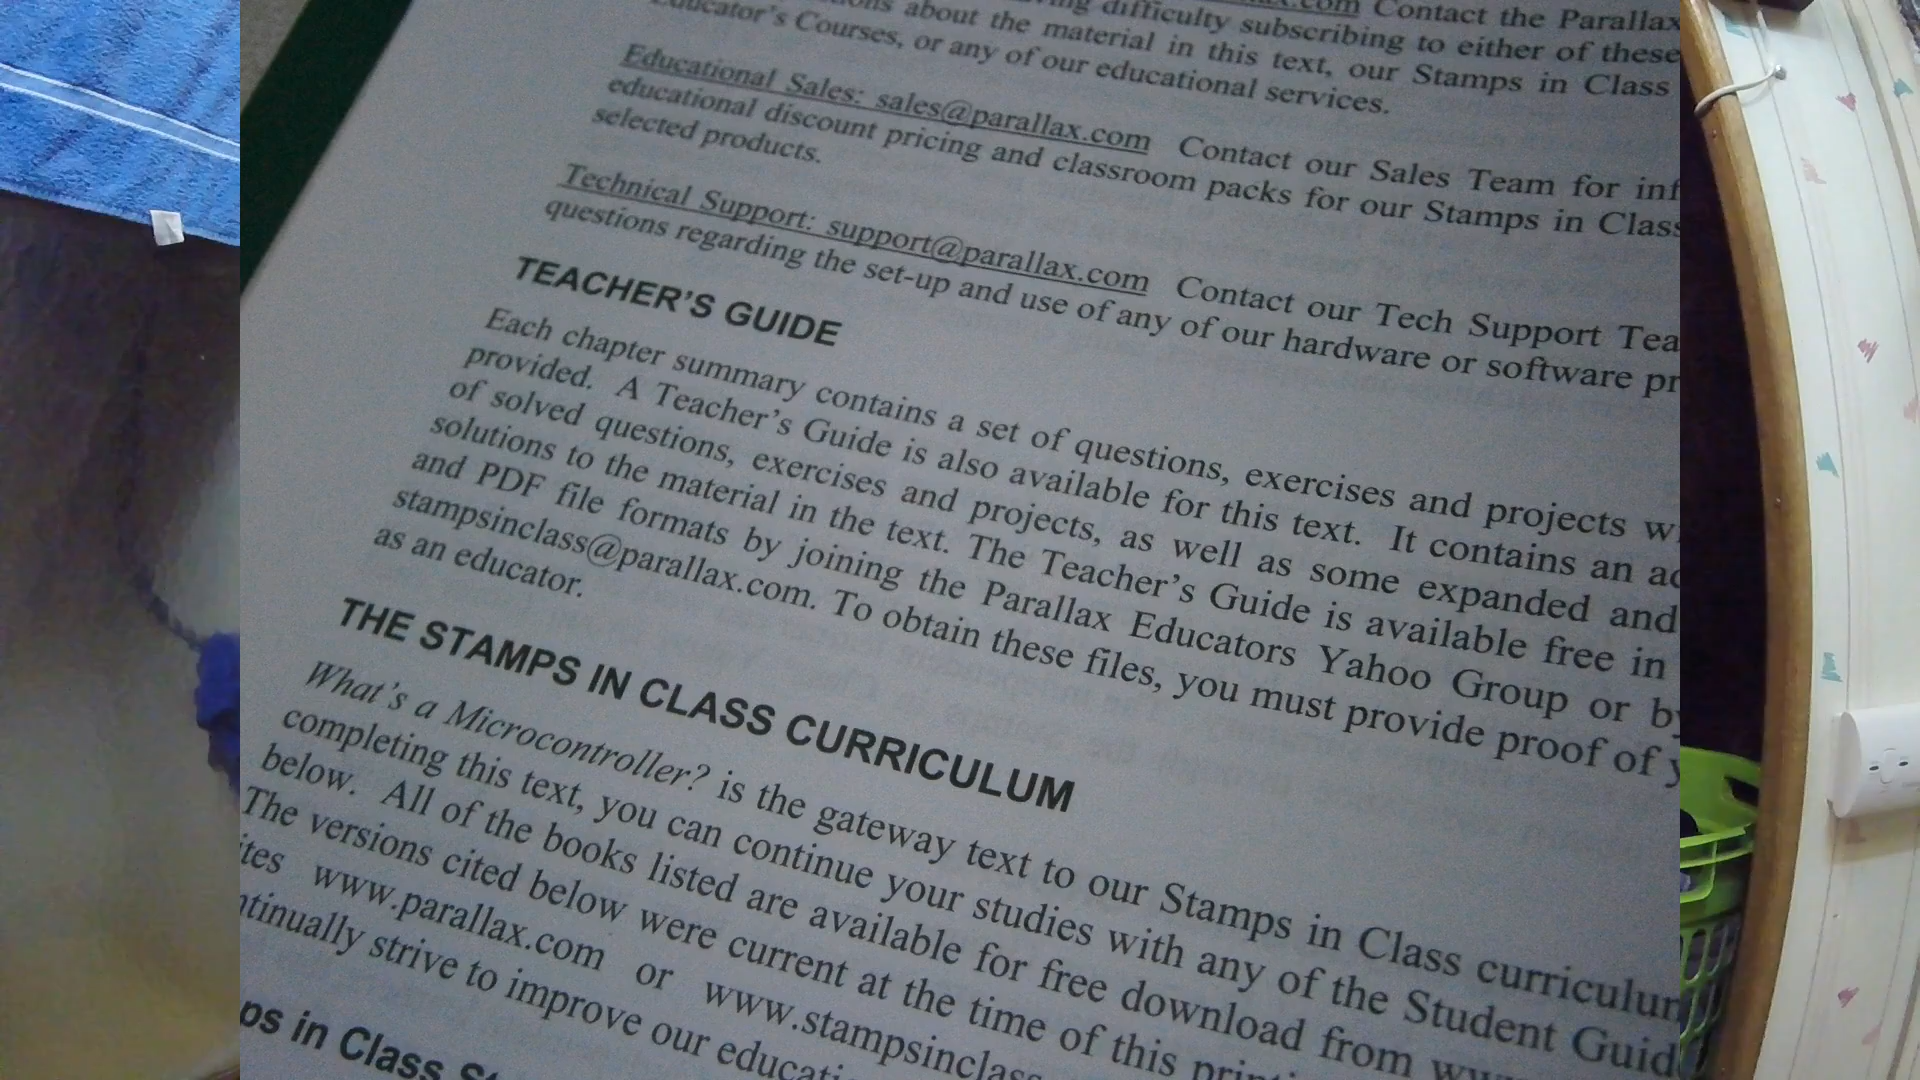 Contact the Parallax
difficulty subscribing to either of these
about the material in this text, our Stamps in Class
Educator's Courses, or any of our educational services.
Educational Sales: sales@parallax.com Contact our Sales Team for
educational discount pricing and classroom packs for our Stamps in Class
selected products.
Technical Support: support@parallax.com Contact our Tech Support
questions regarding the set-up and use of any of our hardware or software
TEACHER'S GUIDE
Each chapter summary contains a set of questions, exercises and projects
provided. A Teacher's Guide is also available for this text. It contains an
of solved questions, exercises and projects, as well as some expanded and
solutions to the material in the text. The Teacher's Guide is available free in
and PDF file formats by joining the Parallax Educators Yahoo Group or
stampsinclass@parallax.com. To obtain these files, you must provide proof of
as an educator.
THE STAMPS IN CLASS CURRICULUM
What's a Microcontroller? is the gateway text to our Stamps in Class
completing this text, you can continue your studies with any of the Student
below. All of the books listed are available for free download from
The versions cited below were current at the time of this
www.parallax.com or
strive to improve our
in Class